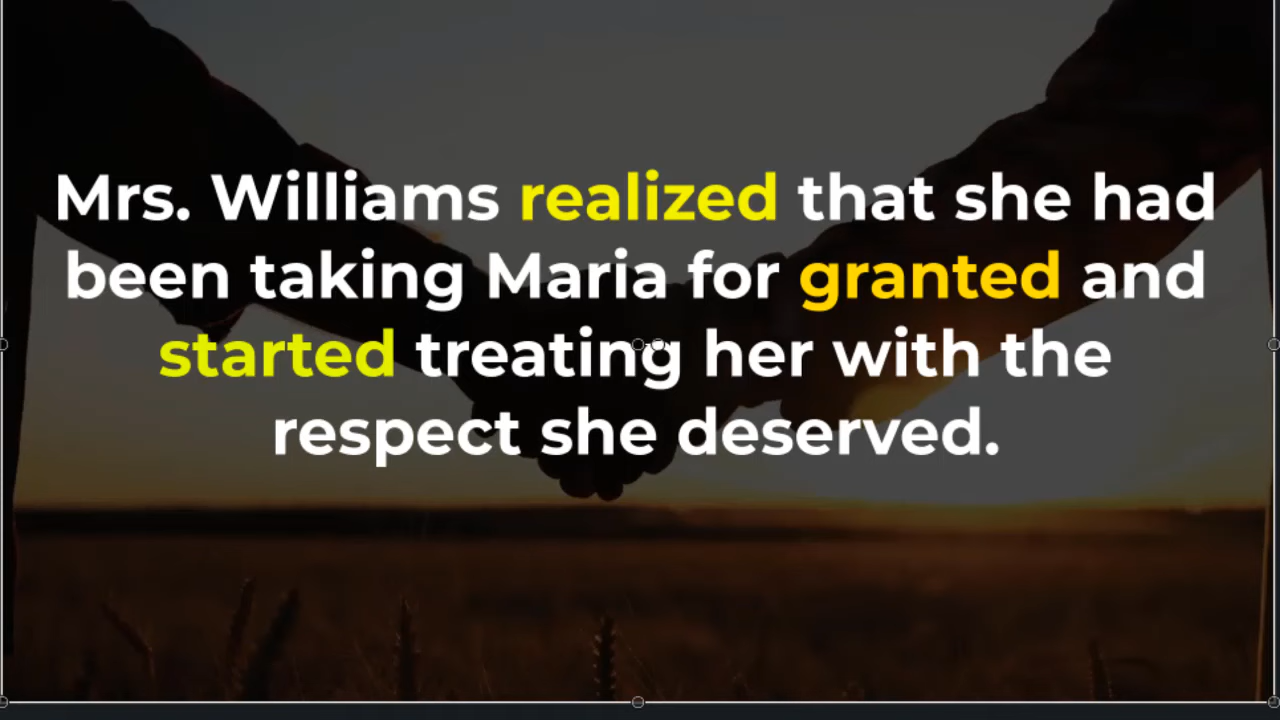 Mrs. Williams realized that she had
been taking Maria for granted and
started treating her with the
respect she deserved.